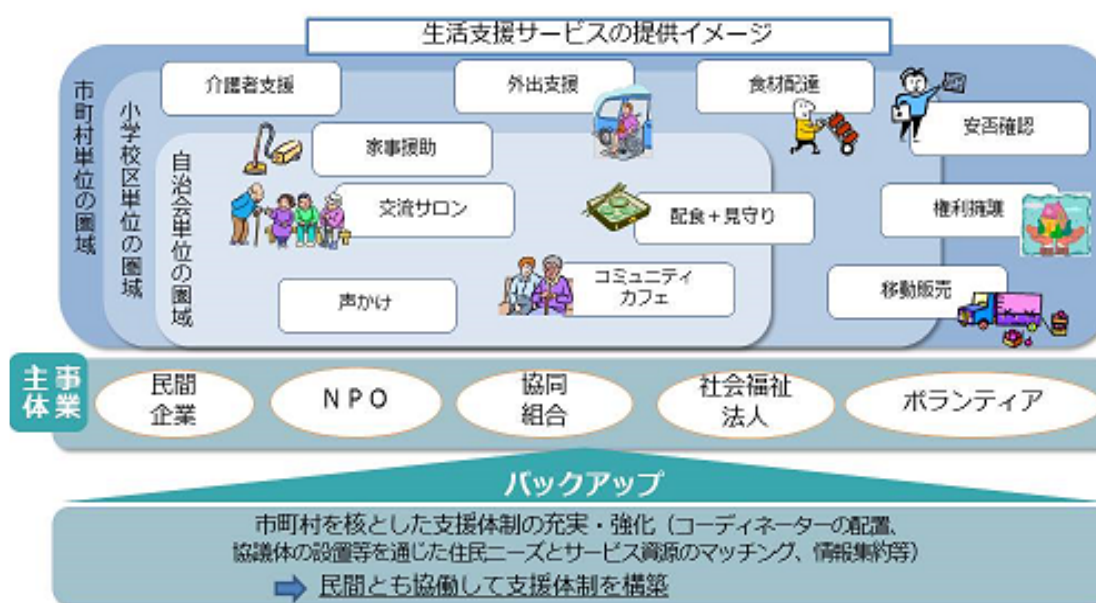 生活支援サービスの提供イメージ
市町村単位の圏域
小学校区単位の圏域
自治会単位の圏域
介護者支援
外出支援
食材配達
安否確認
家事援助
交流サロン
配食+見守り
権利擁護
声かけ
コミュニティ
カフェ
移動販売
事業
主体
民間
企業
NPO
協同
組合
社会福祉
法人
ボランティア
バックアップ
市町村を核とした支援体制の充実・強化(コーディネーターの配置、
協議体の設置等を通じた住民ニーズとサービス資源のマッチング、情報集約等)
民間とも協働して支援体制を構築